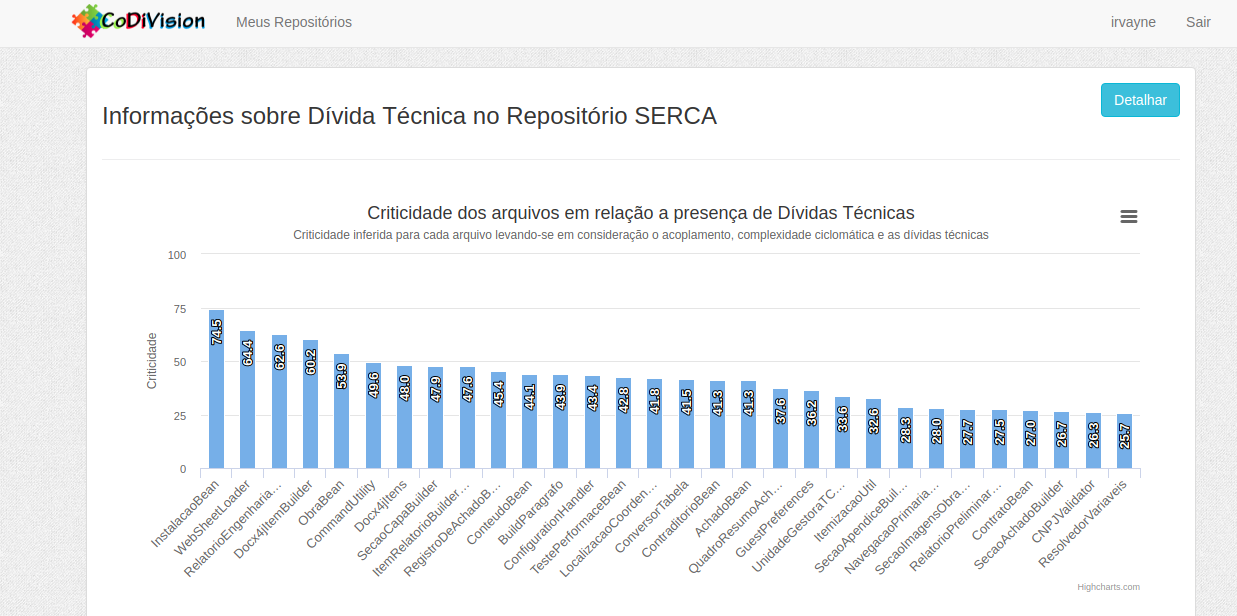 CoDiVision
Meus Repositórios
irvayne
Sair
Informações sobre Dívida Técnica no Repositório SERCA
Detalhar
Criticidade dos arquivos em relação a presença de Dívidas Técnicas
Criticidade inferida para cada arquivo levando-se em consideração o acoplamento, complexidade ciclomática e as dívidas técnicas
Criticidade
100
75
50
25
0
74.5
64.4
62.6
60.2
53.9
49.6
48.0
47.9
47.6
45.4
44.1
43.9
43.4
42.8
41.8
41.5
41.3
41.3
37.6
36.2
33.6
32.6
28.3
28.0
27.7
27.5
27.0
26.7
26.3
25.7
InstalacaoBean
WebSheetLoader
RelatorioEngenharia…
Docx4jItemBuilder
ObraBean
CommandUtility
Docx4jItens
SecaoCapaBuilder
ItemRelatorioBuilder…
RegistroDeAchadoB…
ConteudoBean
BuildParagrafo
ConfigurationHandler
TestePerformaceBean
LocalizacaoCoorden…
ConversorTabela
ContraditorioBean
AchadoBean
QuadroResumoAch…
GuestPreferences
UnidadeGestoraTC…
ItemizacaoUtil
SecaoApendiceBuil…
NavegacaoPrimaria…
SecaoImagensObra…
RelatorioPreliminar…
ContratoBean
SecaoAchadoBuilder
CNPJValidator
ResolvedorVariaveis
Highcharts.com